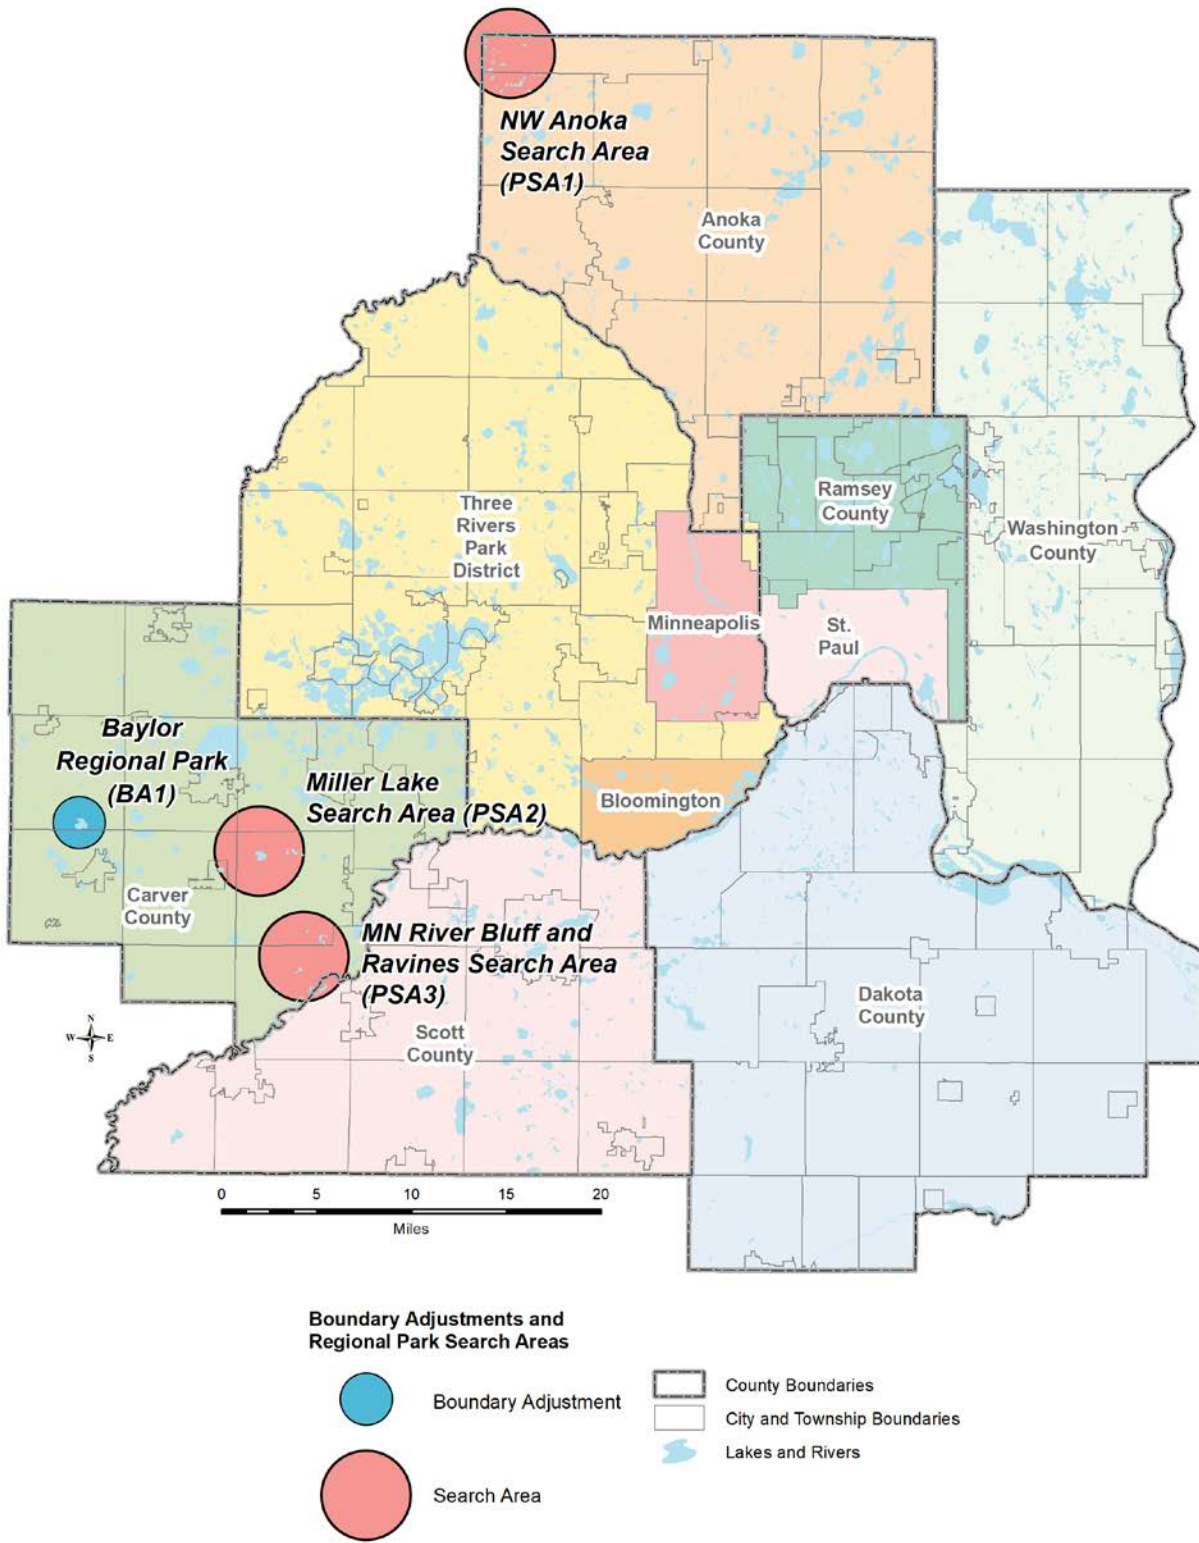 NW Anoka
Search Area
(PSA1)
Anoka
County
Three
Rivers
Park
District
Ramsey
County
Washington
County
Minneapolis
St.
Paul
Baylor
Regional Park
(BA1)
Miller Lake
Search Area (PSA2)
Bloomington
Carver
County
MN River Bluff and
Ravines Search Area
(PSA3)
Dakota
County
Scott
County
N
W E
S
0 5 10 15 20
Miles
Boundary Adjustments and
Regional Park Search Areas
Boundary Adjustment
Search Area
County Boundaries
City and Township Boundaries
Lakes and Rivers